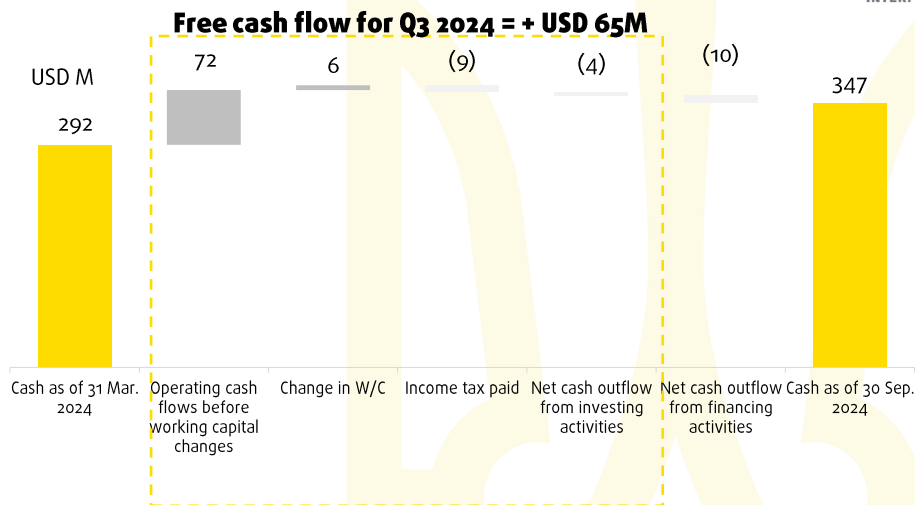 Free cash flow for Q3 2024 = + USD 65M
USD M
292
72
6
(9)
(4)
(10)
347
Cash as of 31 Mar.
2024
Operating cash
flows before
working capital
changes
Change in W/C
Income tax paid
Net cash outflow
from investing
activities
Net cash outflow
from financing
activities
Cash as of 30 Sep.
2024